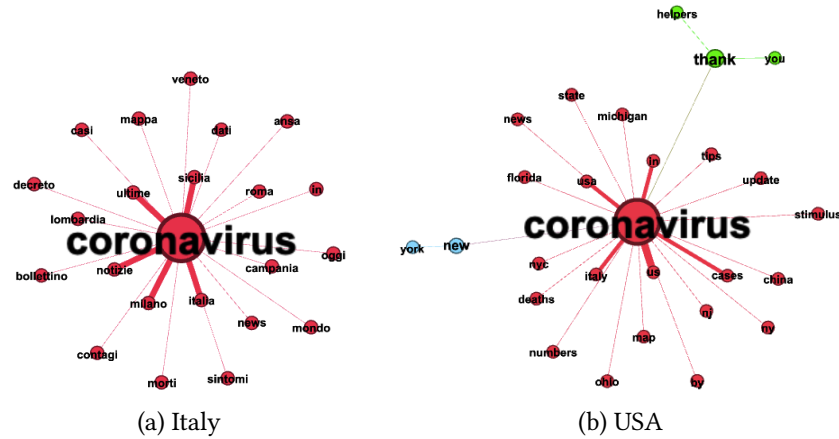 veneto
mappa
ansa
casi
dati
decreto
ultime
sicilia
roma
in
lombardia
coronavirus
oggi
bollettino
notizie
campania
milano
italia
news
mondo
contagi
morti
sintomi
(a) Italy
helpers
thank
you
state
news
michigan
in
tips
florida
usa
update
stimulus
coronavirus
york
new
nyc
italy
us
cases
china
deaths
nj
ny
numbers
map
ohio
by
(b) USA